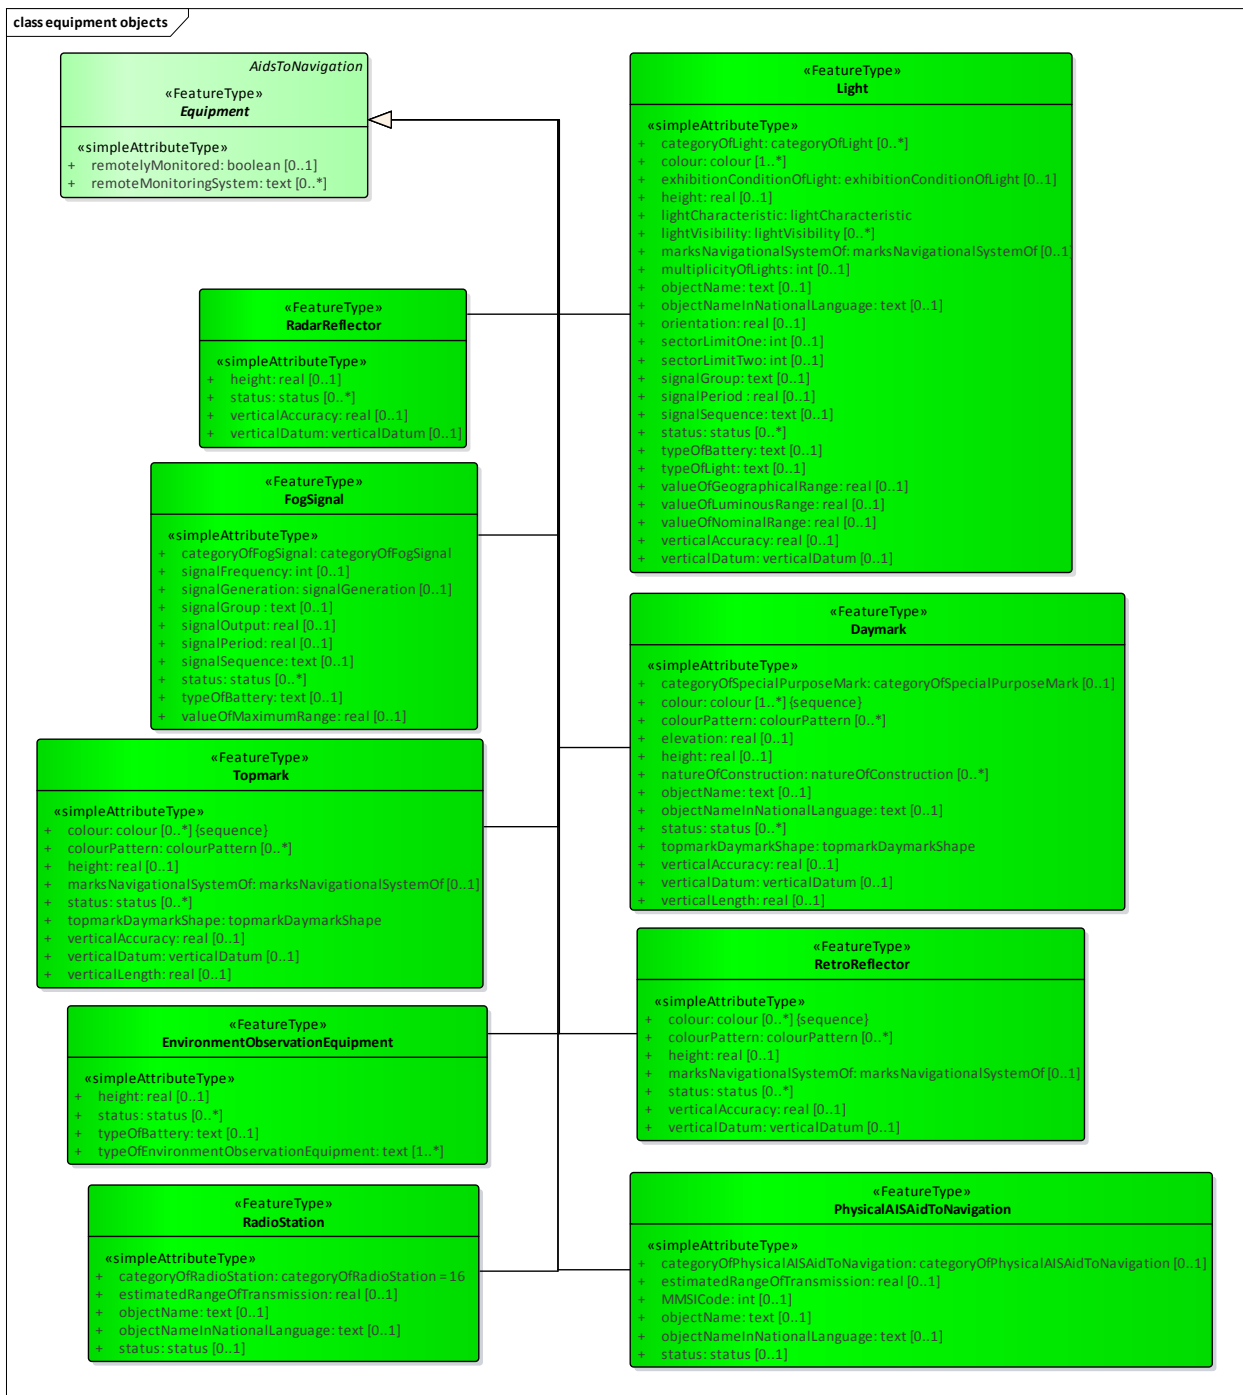 class equipment objects
AidsToNavigation
«FeatureType»
Equipment
«simpleAttributeType»
+ remotelyMonitored: boolean [0..1]
+ remoteMonitoringSystem: text [0..*]
«FeatureType»
Light
«simpleAttributeType»
+ categoryOfLight: categoryOfLight [0..*]
+ colour: colour [1..*]
+ exhibitionConditionOfLight: exhibitionConditionOfLight [0..1]
+ height: real [0..1]
+ lightCharacteristic: lightCharacteristic
+ lightVisibility: lightVisibility [0..*]
+ marksNavigationalSystemOf: marksNavigationalSystemOf [0..1
+ multiplicityOfLights: int [0..1]
+ objectName: text [0..1]
+ objectNameInNationalLanguage: text [0..1]
+ orientation: real [0..1]
+ sectorLimitOne: int [0..1]
+ sectorLimitTwo: int [0..1]
+ signalGroup: text [0..1]
+ signalPeriod : real [0..1]
+ signalSequence: text [0..1]
+ status: status [0..*]
+ typeOfBattery: text [0..1]
+ typeOfLight: text [0..1]
+ valueOfGeographicalRange: real [0..1]
+ valueOfLuminousRange: real [0..1]
+ valueOfNominalRange: real [0..1]
+ verticalAccuracy: real [0..1]
+ verticalDatum: verticalDatum [0..1]
«FeatureType»
RadarReflector
«simpleAttributeType»
+ height: real [0..1]
+ status: status [0..*]
+ verticalAccuracy: real [0..1]
+ verticalDatum: verticalDatum [0..1]
«FeatureType»
FogSignal
«simpleAttributeType»
+ categoryOfFogSignal: categoryOfFogSignal
+ signalFrequency: int [0..1]
+ signalGeneration: signalGeneration [0..1]
+ signalGroup : text [0..1]
+ signalOutput: real [0..1]
+ signalPeriod: real [0..1]
+ signalSequence: text [0..1]
+ status: status [0..*]
+ typeOfBattery: text [0..1]
+ valueOfMaximumRange: real [0..1]
«FeatureType»
Daymark
«simpleAttributeType»
+ categoryOfSpecialPurposeMark: categoryOfSpecialPurposeMark [0..1]
+ colour: colour [1..*] {sequence}
+ colourPattern: colourPattern [0..*]
+ elevation: real [0..1]
+ height: real [0..1]
+ natureOfConstruction: natureOfConstruction [0..*]
+ objectName: text [0..1]
+ objectNameInNationalLanguage: text [0..1]
+ status: status [0..*]
+ topmarkDaymarkShape: topmarkDaymarkShape
+ verticalAccuracy: real [0..1]
+ verticalDatum: verticalDatum [0..1]
+ verticalLength: real [0..1]
«FeatureType»
Topmark
«simpleAttributeType»
+ colour: colour [0..*] {sequence}
+ colourPattern: colourPattern [0..*]
+ height: real [0..1]
+ marksNavigationalSystemOf: marksNavigationalSystemOf [0..1]
+ status: status [0..*]
+ topmarkDaymarkShape: topmarkDaymarkShape
+ verticalAccuracy: real [0..1]
+ verticalDatum: verticalDatum [0..1]
+ verticalLength: real [0..1]
«FeatureType»
RetroReflector
«simpleAttributeType»
+ colour: colour [0..*] {sequence}
+ colourPattern: colourPattern [0..*]
+ height: real [0..1]
+ marksNavigationalSystemOf: marksNavigationalSystemOf [0..1]
+ status: status [0..*]
+ verticalAccuracy: real [0..1]
+ verticalDatum: verticalDatum [0..1]
«FeatureType»
EnvironmentObservationEquipment
«simpleAttributeType»
+ height: real [0..1]
+ status: status [0..*]
+ typeOfBattery: text [0..1]
+ typeOfEnvironmentObservationEquipment: text [1..*]
«FeatureType»
RadioStation
«simpleAttributeType»
+ categoryOfRadioStation: categoryOfRadioStation = 16
+ estimatedRangeOfTransmission: real [0..1]
+ objectName: text [0..1]
+ objectNameInNationalLanguage: text [0..1]
+ status: status [0..1]
«FeatureType»
PhysicalAISAidToNavigation
«simpleAttributeType»
+ categoryOfPhysicalAISAidToNavigation: categoryOfPhysicalAISAidToNavigation [0..1]
+ estimatedRangeOfTransmission: real [0..1]
+ MMSICode: int [0..1]
+ objectName: text [0..1]
+ objectNameInNationalLanguage: text [0..1]
+ status: status [0..1]